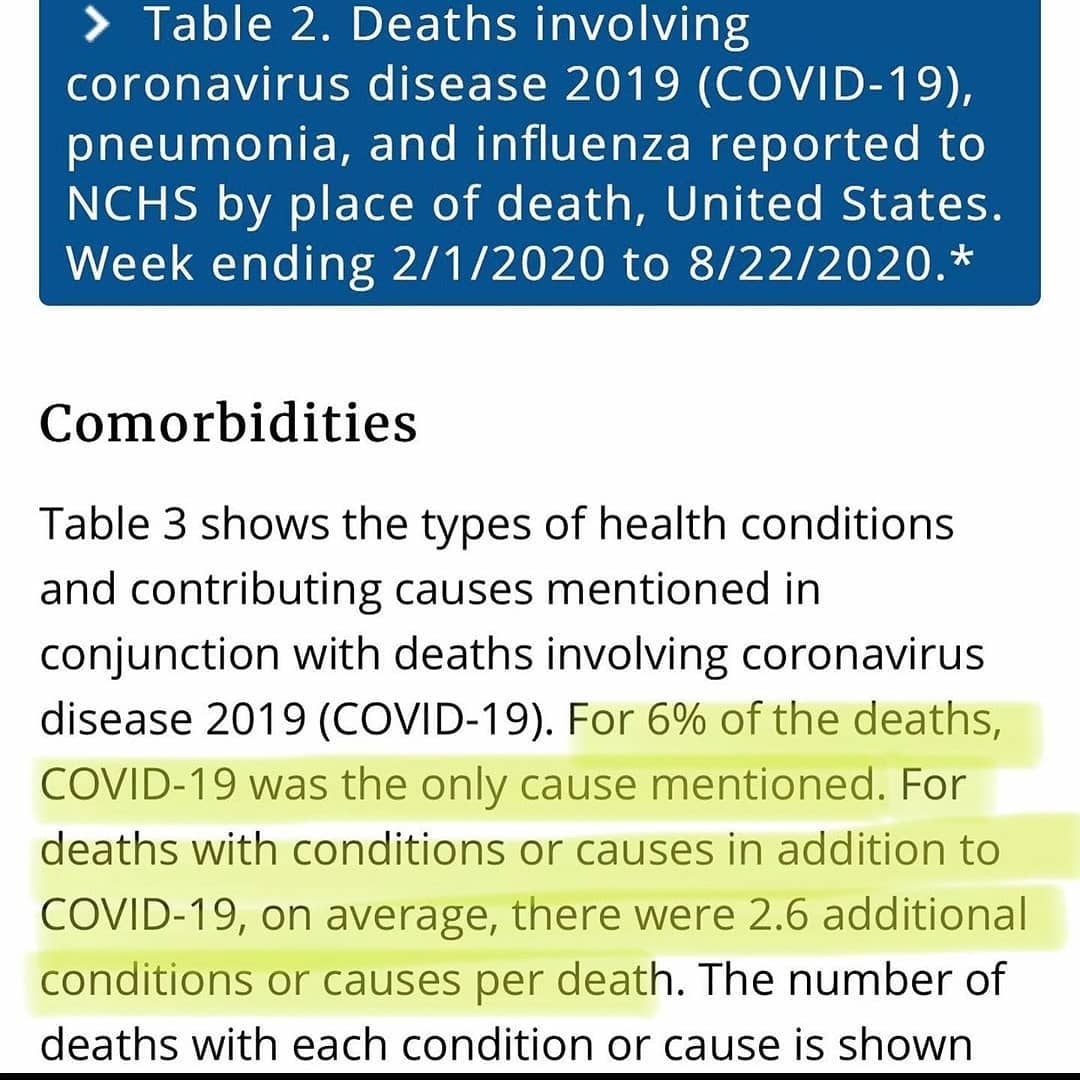 Table 2. Deaths involving
coronavirus disease 2019 (COVID-19),
pneumonia, and influenza reported to
NCHS by place of death, United States.
Week ending 2/1/2020 to 8/22/2020.*
Comorbidities
Table 3 shows the types of health conditions
and contributing causes mentioned in
conjunction with deaths involving coronavirus
disease 2019 (COVID-19). For 6% of the deaths,
COVID-19 was the only cause mentioned. For
deaths with conditions or causes in addition to
COVID-19, on average, there were 2.6 additional
conditions or causes per death. The number of
deaths with each condition or cause is shown